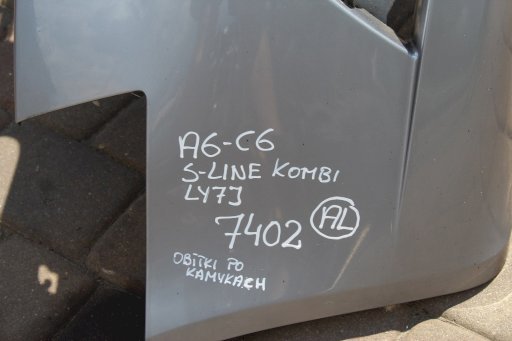 A6-C6
S-LINE KOMBI
LY7J
7402 AL
OBITKI PO
KAMYKACH